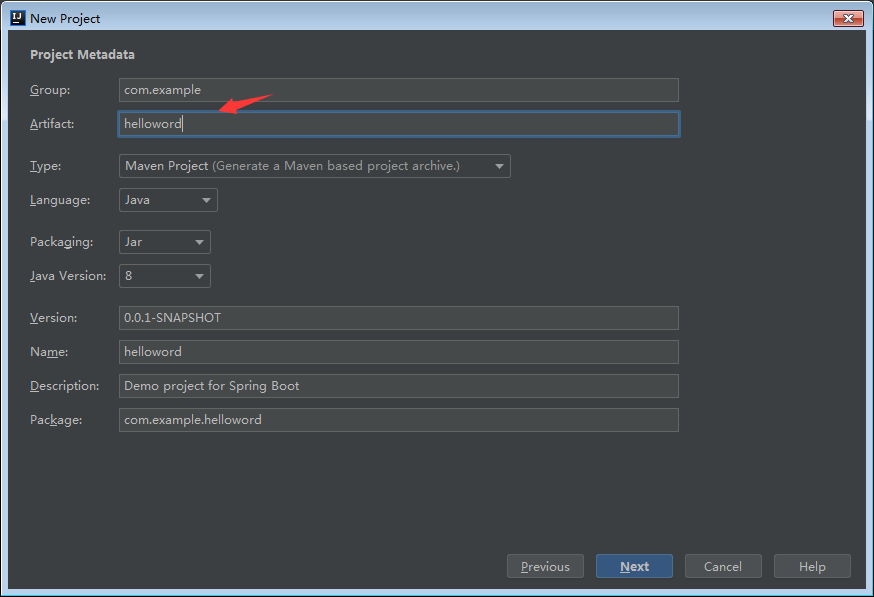 New Project
Project Metadata
Group: com.example
Artifact: helloword
Type: Maven Project (Generate a Maven based project archive.)
Language: Java
Packaging: Jar
Java Version: 8
Version: 0.0.1-SNAPSHOT
Name: helloword
Description: Demo project for Spring Boot
Package: com.example.helloword
Previous Next Cancel Help